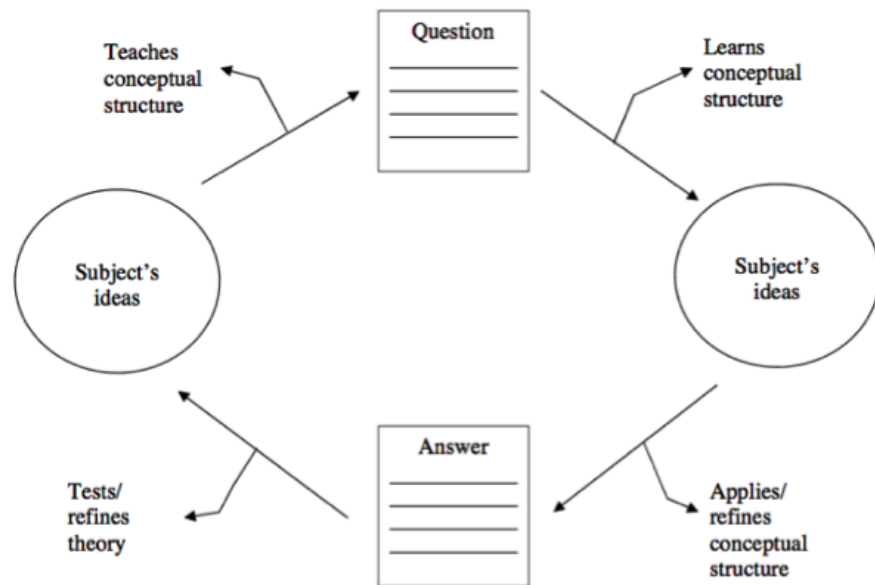 Teaches
conceptual
structure
Question
Learns
conceptual
structure
Subject's
ideas
Subject's
ideas
Tests/
refines
theory
Answer
Applies/
refines
conceptual
structure